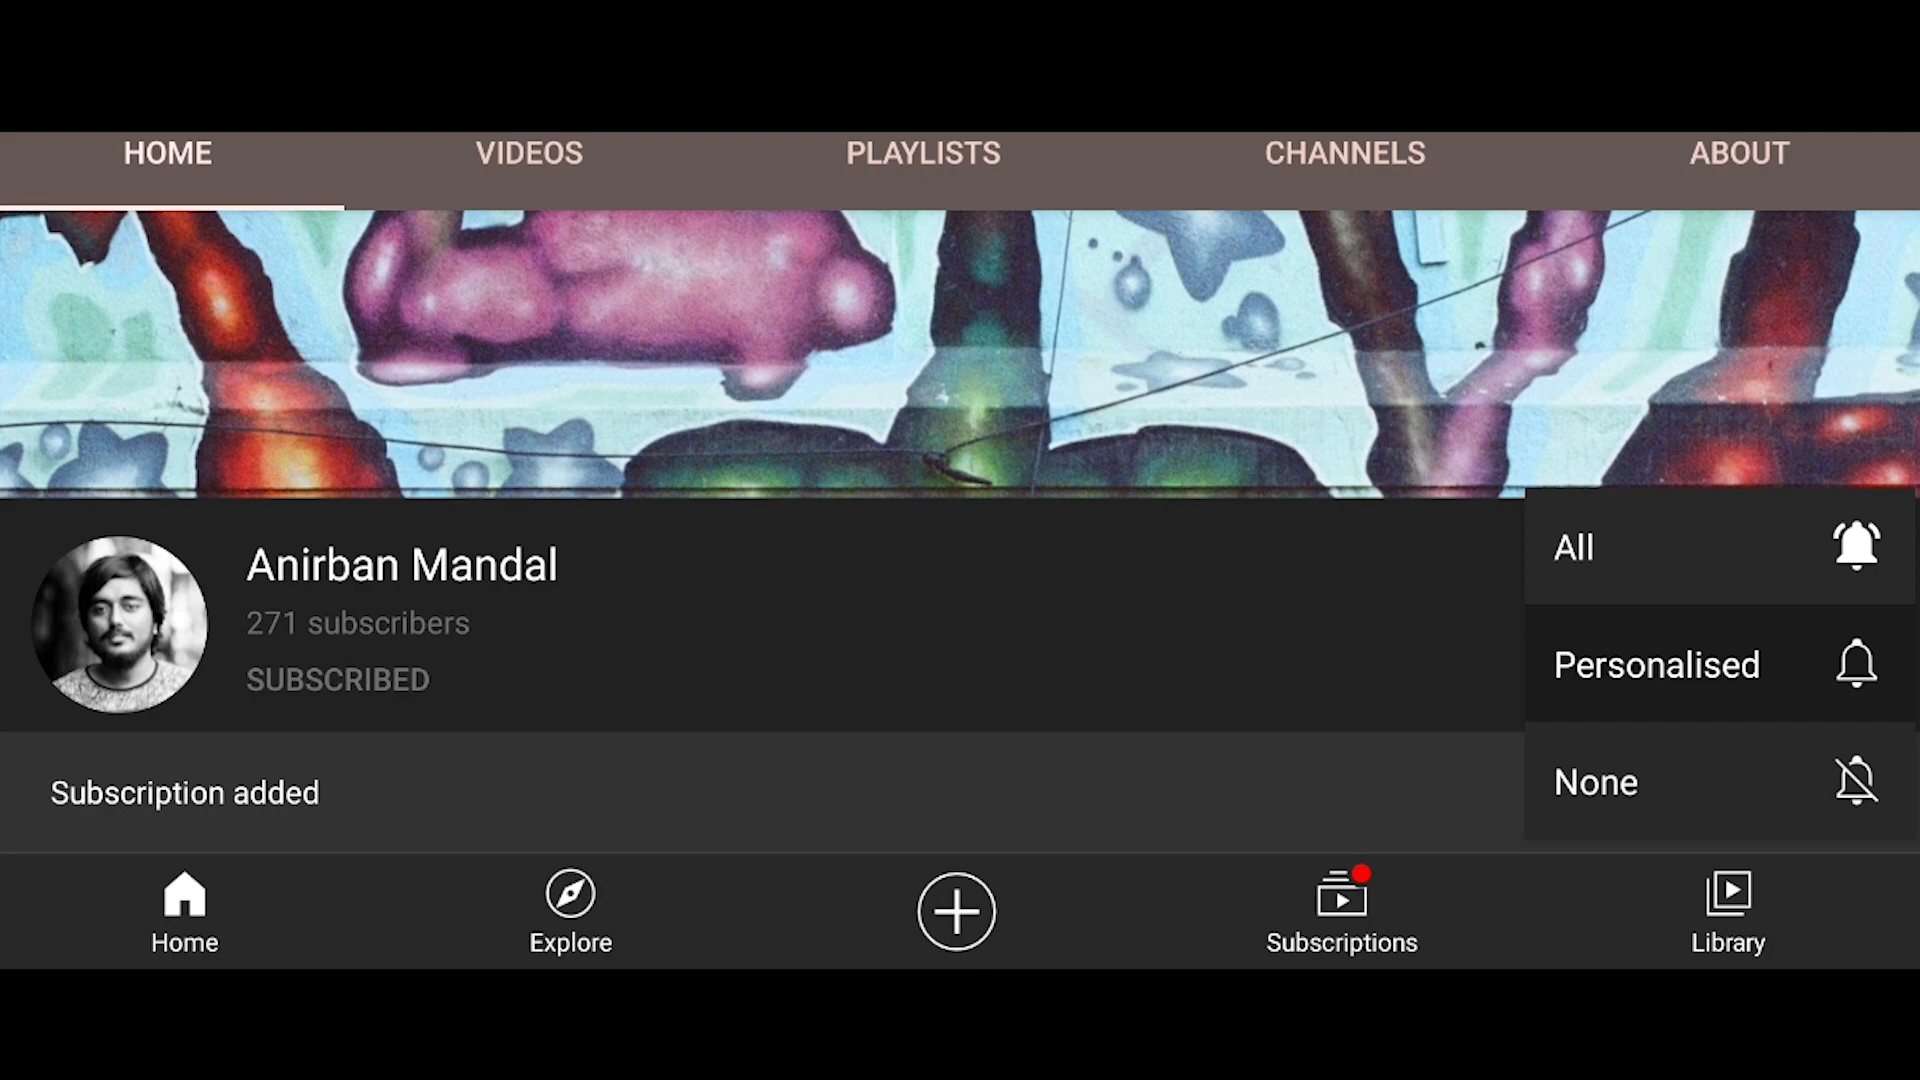 HOME
VIDEOS
PLAYLISTS
CHANNELS
ABOUT
Anirban Mandal
271 subscribers
SUBSCRIBED
All
Personalised
None
Subscription added
Home
Explore
Subscriptions
Library